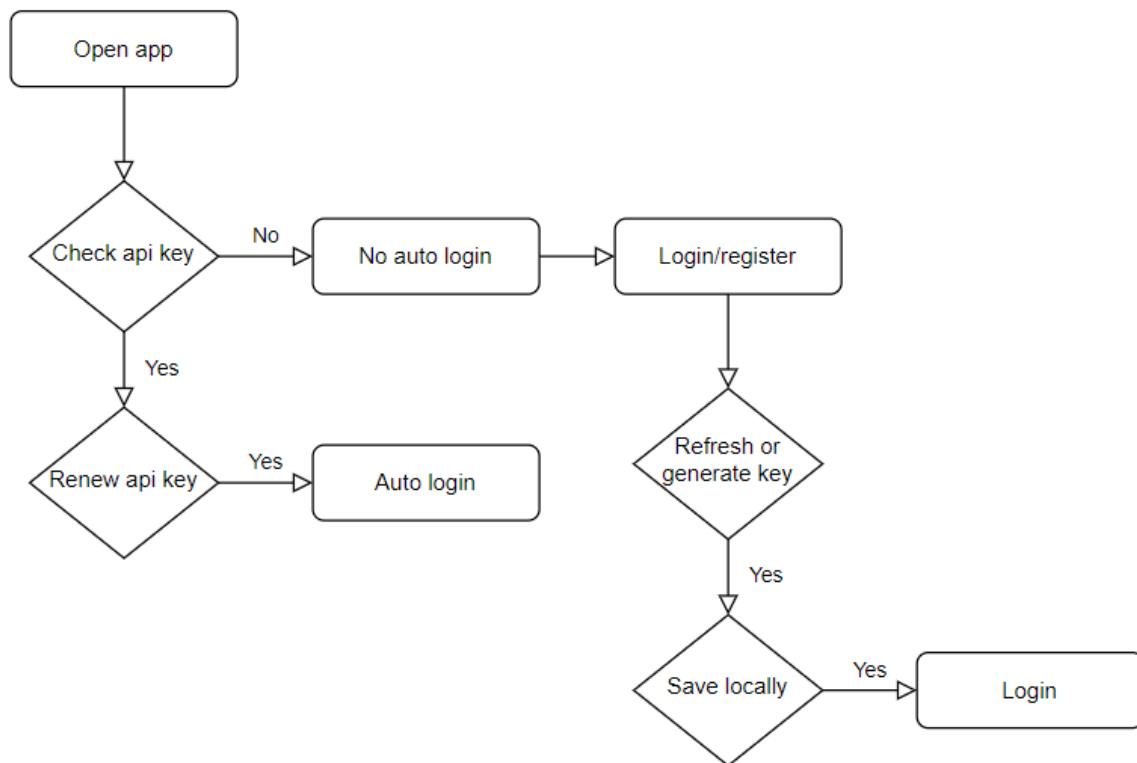 Open app
Check api key
No
No auto login
Login/register
Yes
Renew api key
Yes
Auto login
Refresh or
generate key
Yes
Save locally
Yes
Login